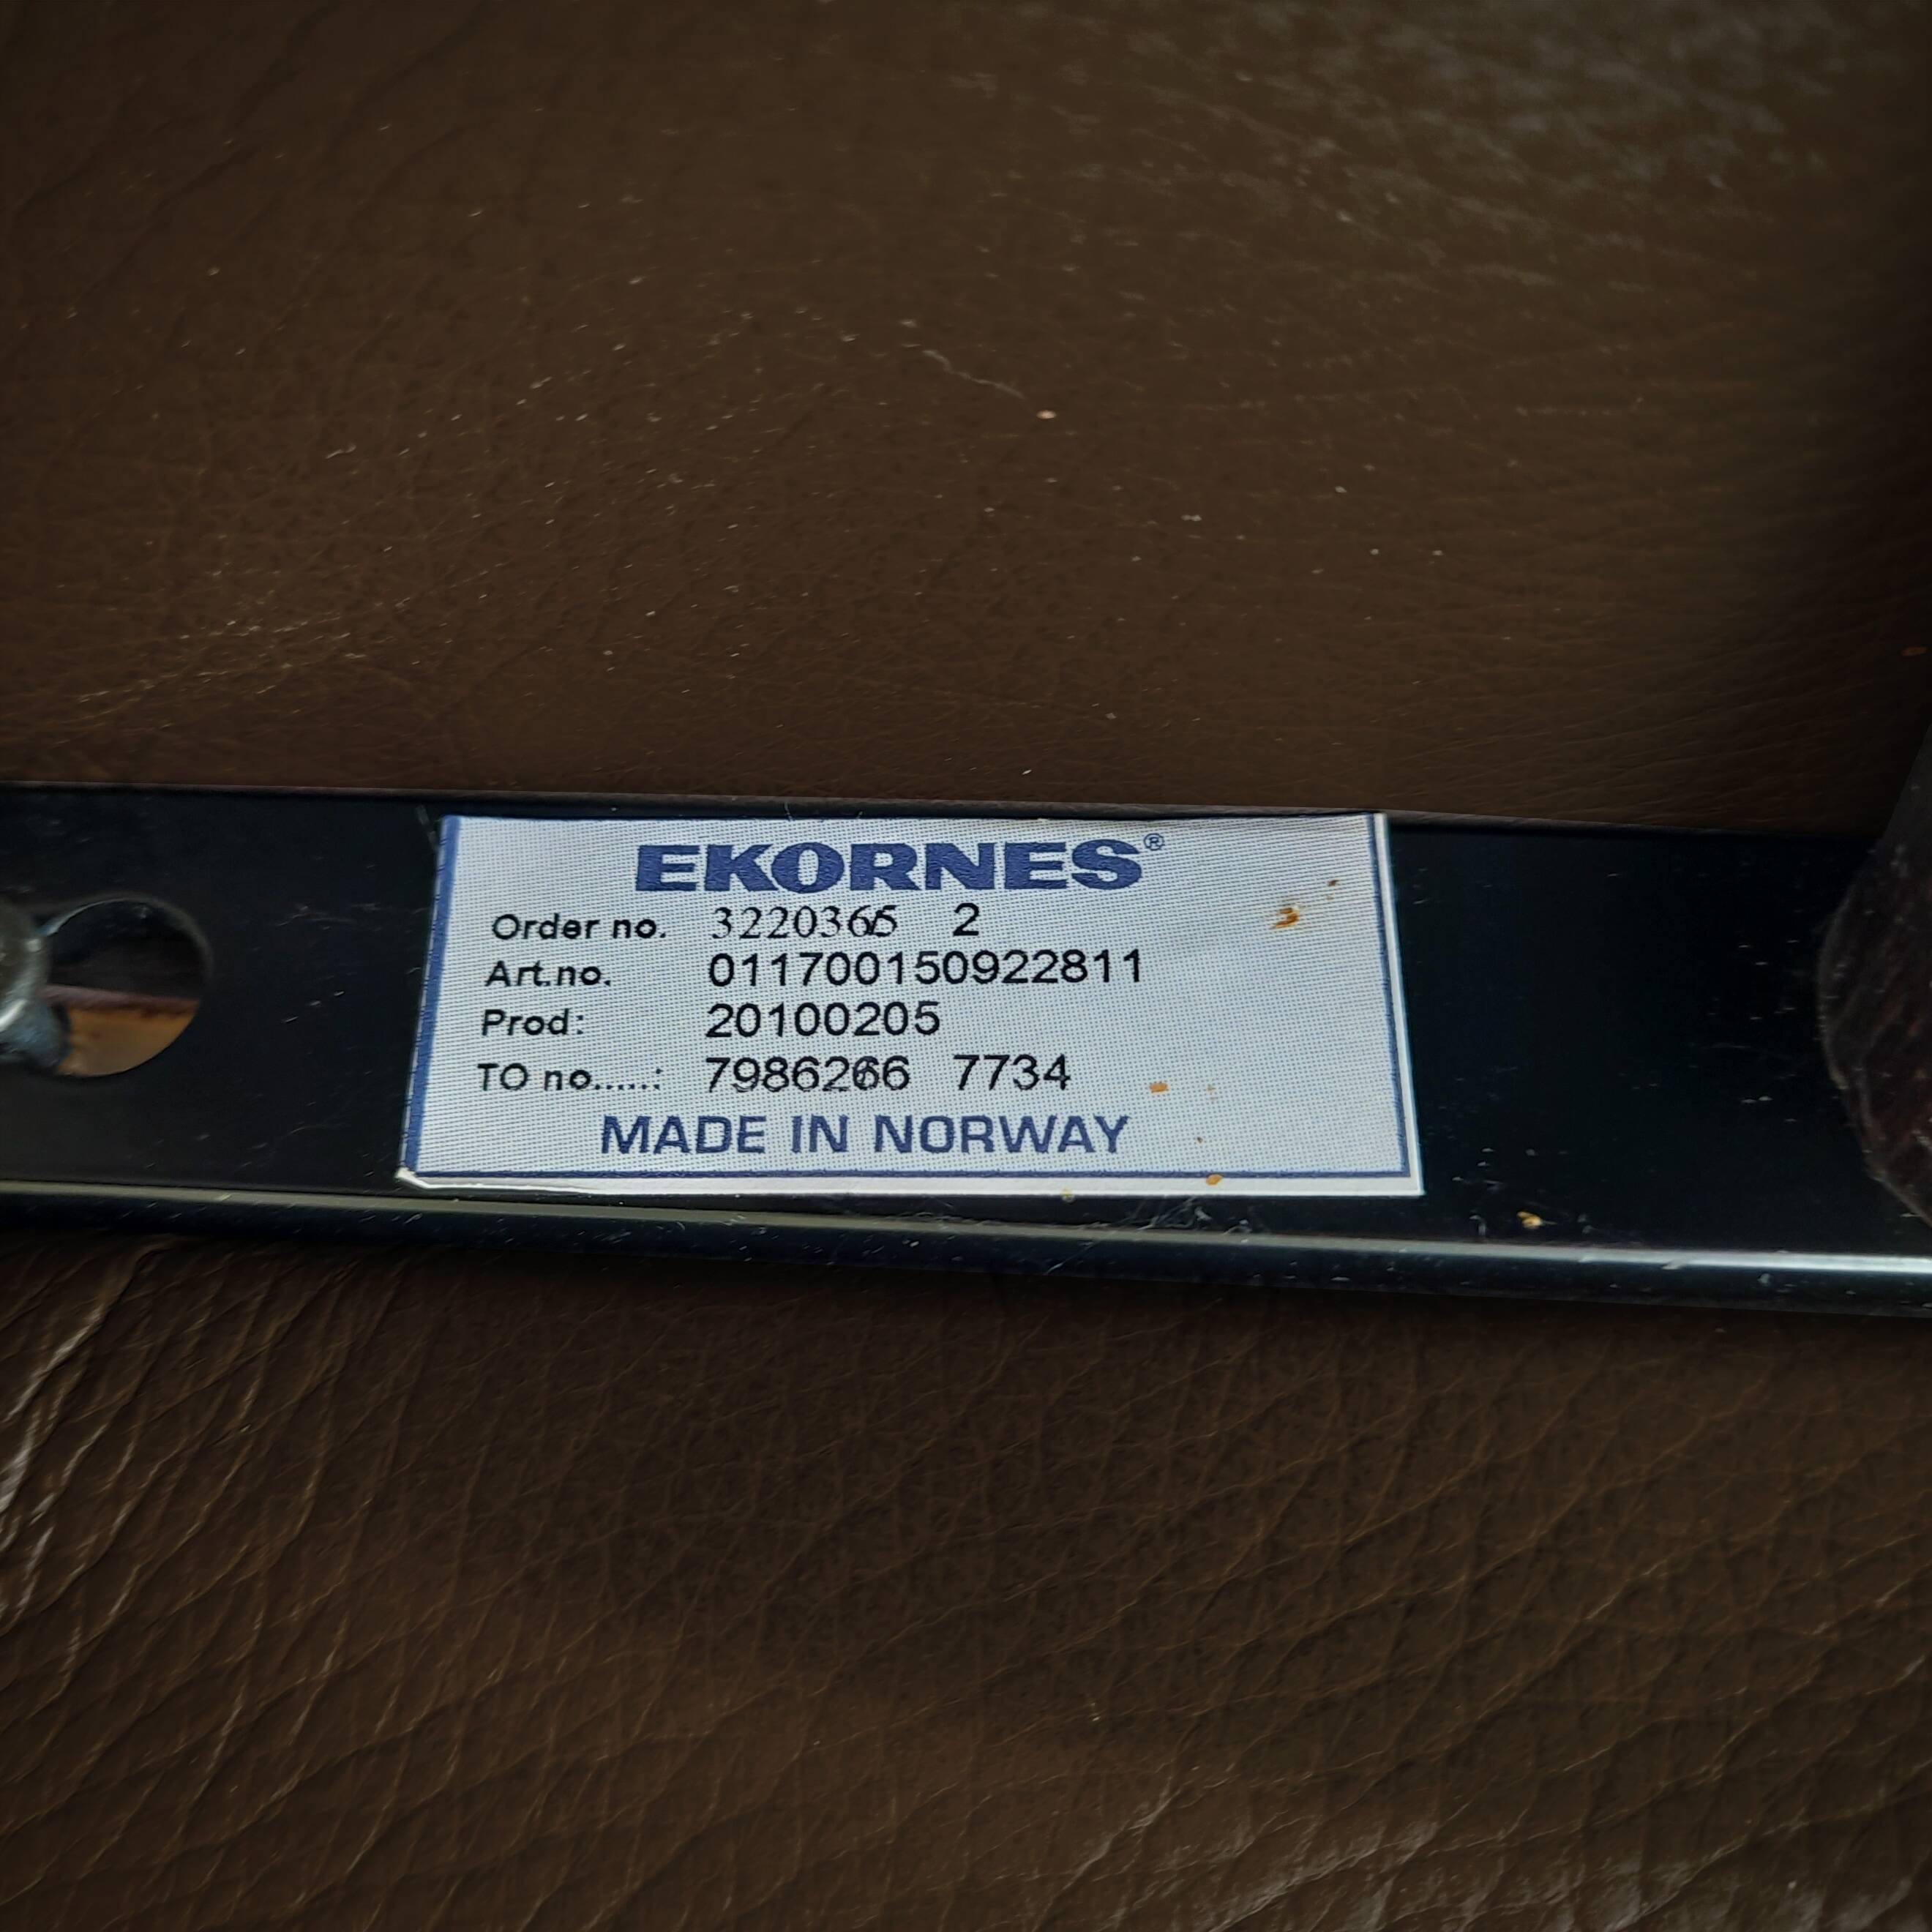 EKORNES®
Order no. 3220365 2
Art.no. 011700150922811
Prod: 20100205
TO no.....: 7986266 7734
MADE IN NORWAY